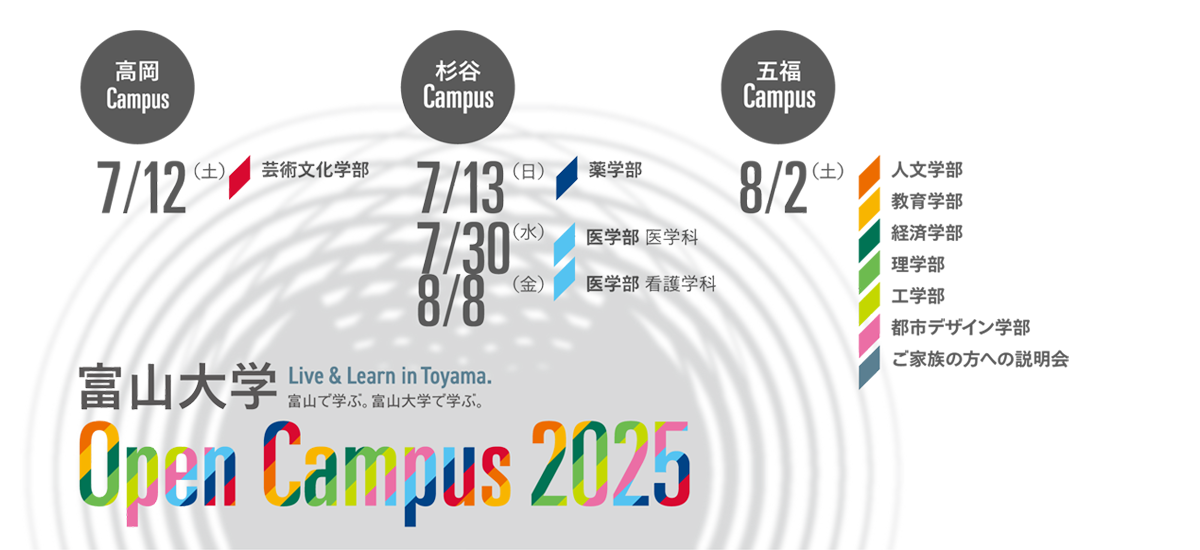 高岡
Campus
7/12（土）
芸術文化学部
杉谷
Campus
7/13（日）
薬学部
7/30（水）
医学部 医学科
8/8（金）
医学部 看護学科
五福
Campus
8/2（土）
人文学部
教育学部
経済学部
理学部
工学部
都市デザイン学部
ご家族の方への説明会
富山大学
Live & Learn in Toyama.
富山で学ぶ。富山大学で学ぶ。
Open Campus 2025